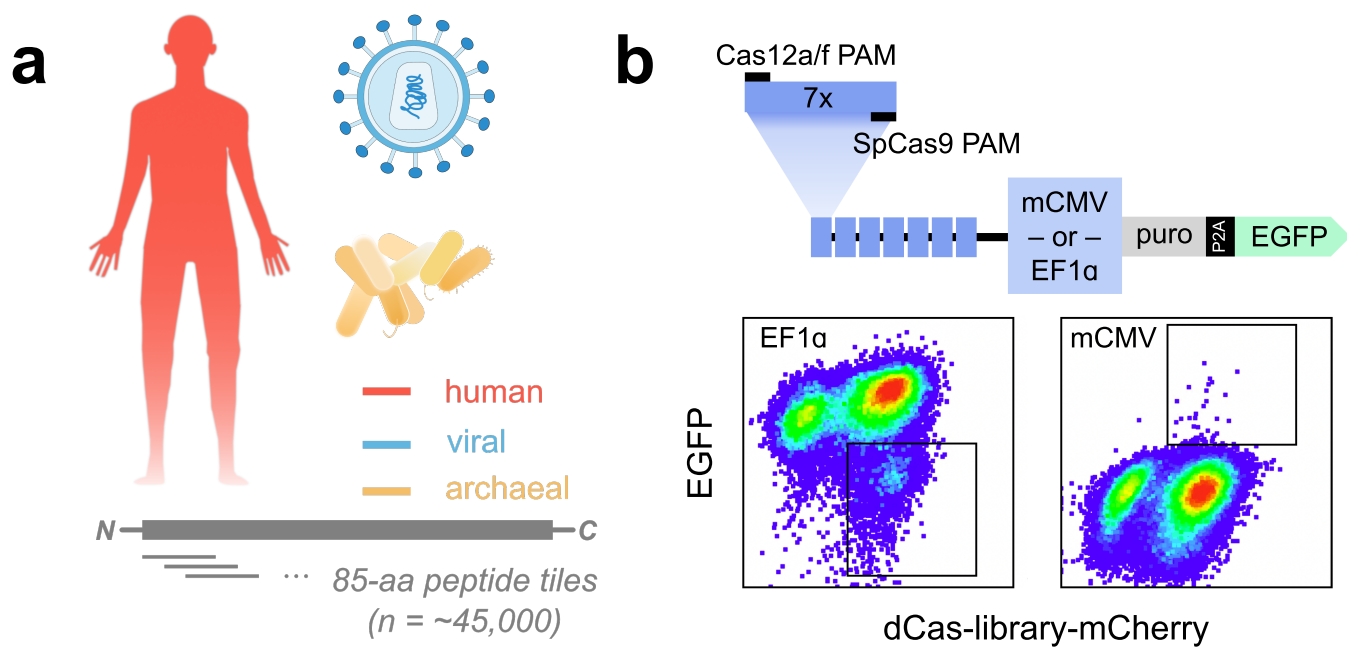 a
human
viral
archaeal
N
C
... 85-aa peptide tiles
(n = ~45,000)
b
Cas12a/f PAM
7x
SpCas9 PAM
mCMV
– or –
EF1α
puro
P2A
EGFP
EF1α
mCMV
EGFP
dCas-library-mCherry